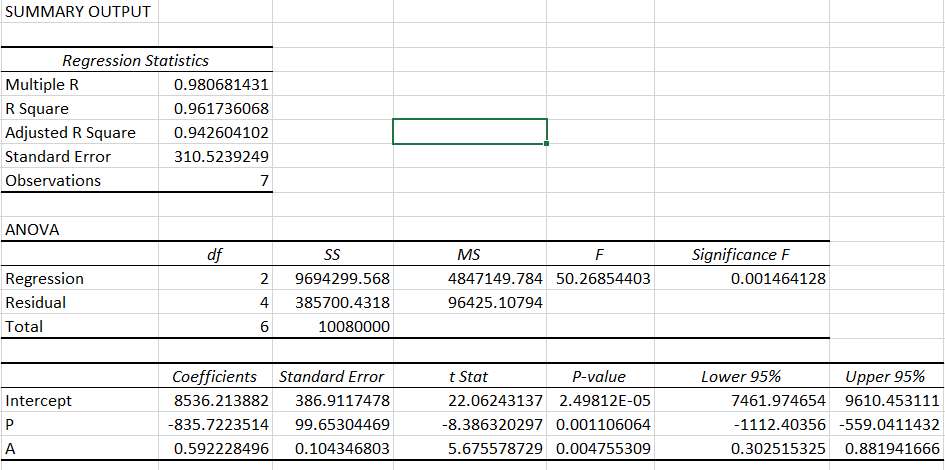 SUMMARY OUTPUT
Regression Statistics
Multiple R 0.980681431
R Square 0.961736068
Adjusted R Square 0.942604102
Standard Error 310.5239249
Observations 7
ANOVA
df SS MS F Significance F
Regression 2 9694299.568 4847149.784 50.26854403 0.001464128
Residual 4 385700.4318 96425.10794
Total 6 10080000
Coefficients Standard Error t Stat P-value Lower 95% Upper 95%
Intercept 8536.213882 386.9117478 22.06243137 2.49812E-05 7461.974654 9610.453111
P -835.7223514 99.65304469 -8.386320297 0.001106064 -1112.40356 -559.0411432
A 0.592228496 0.104346803 5.675578729 0.004755309 0.302515325 0.881941666